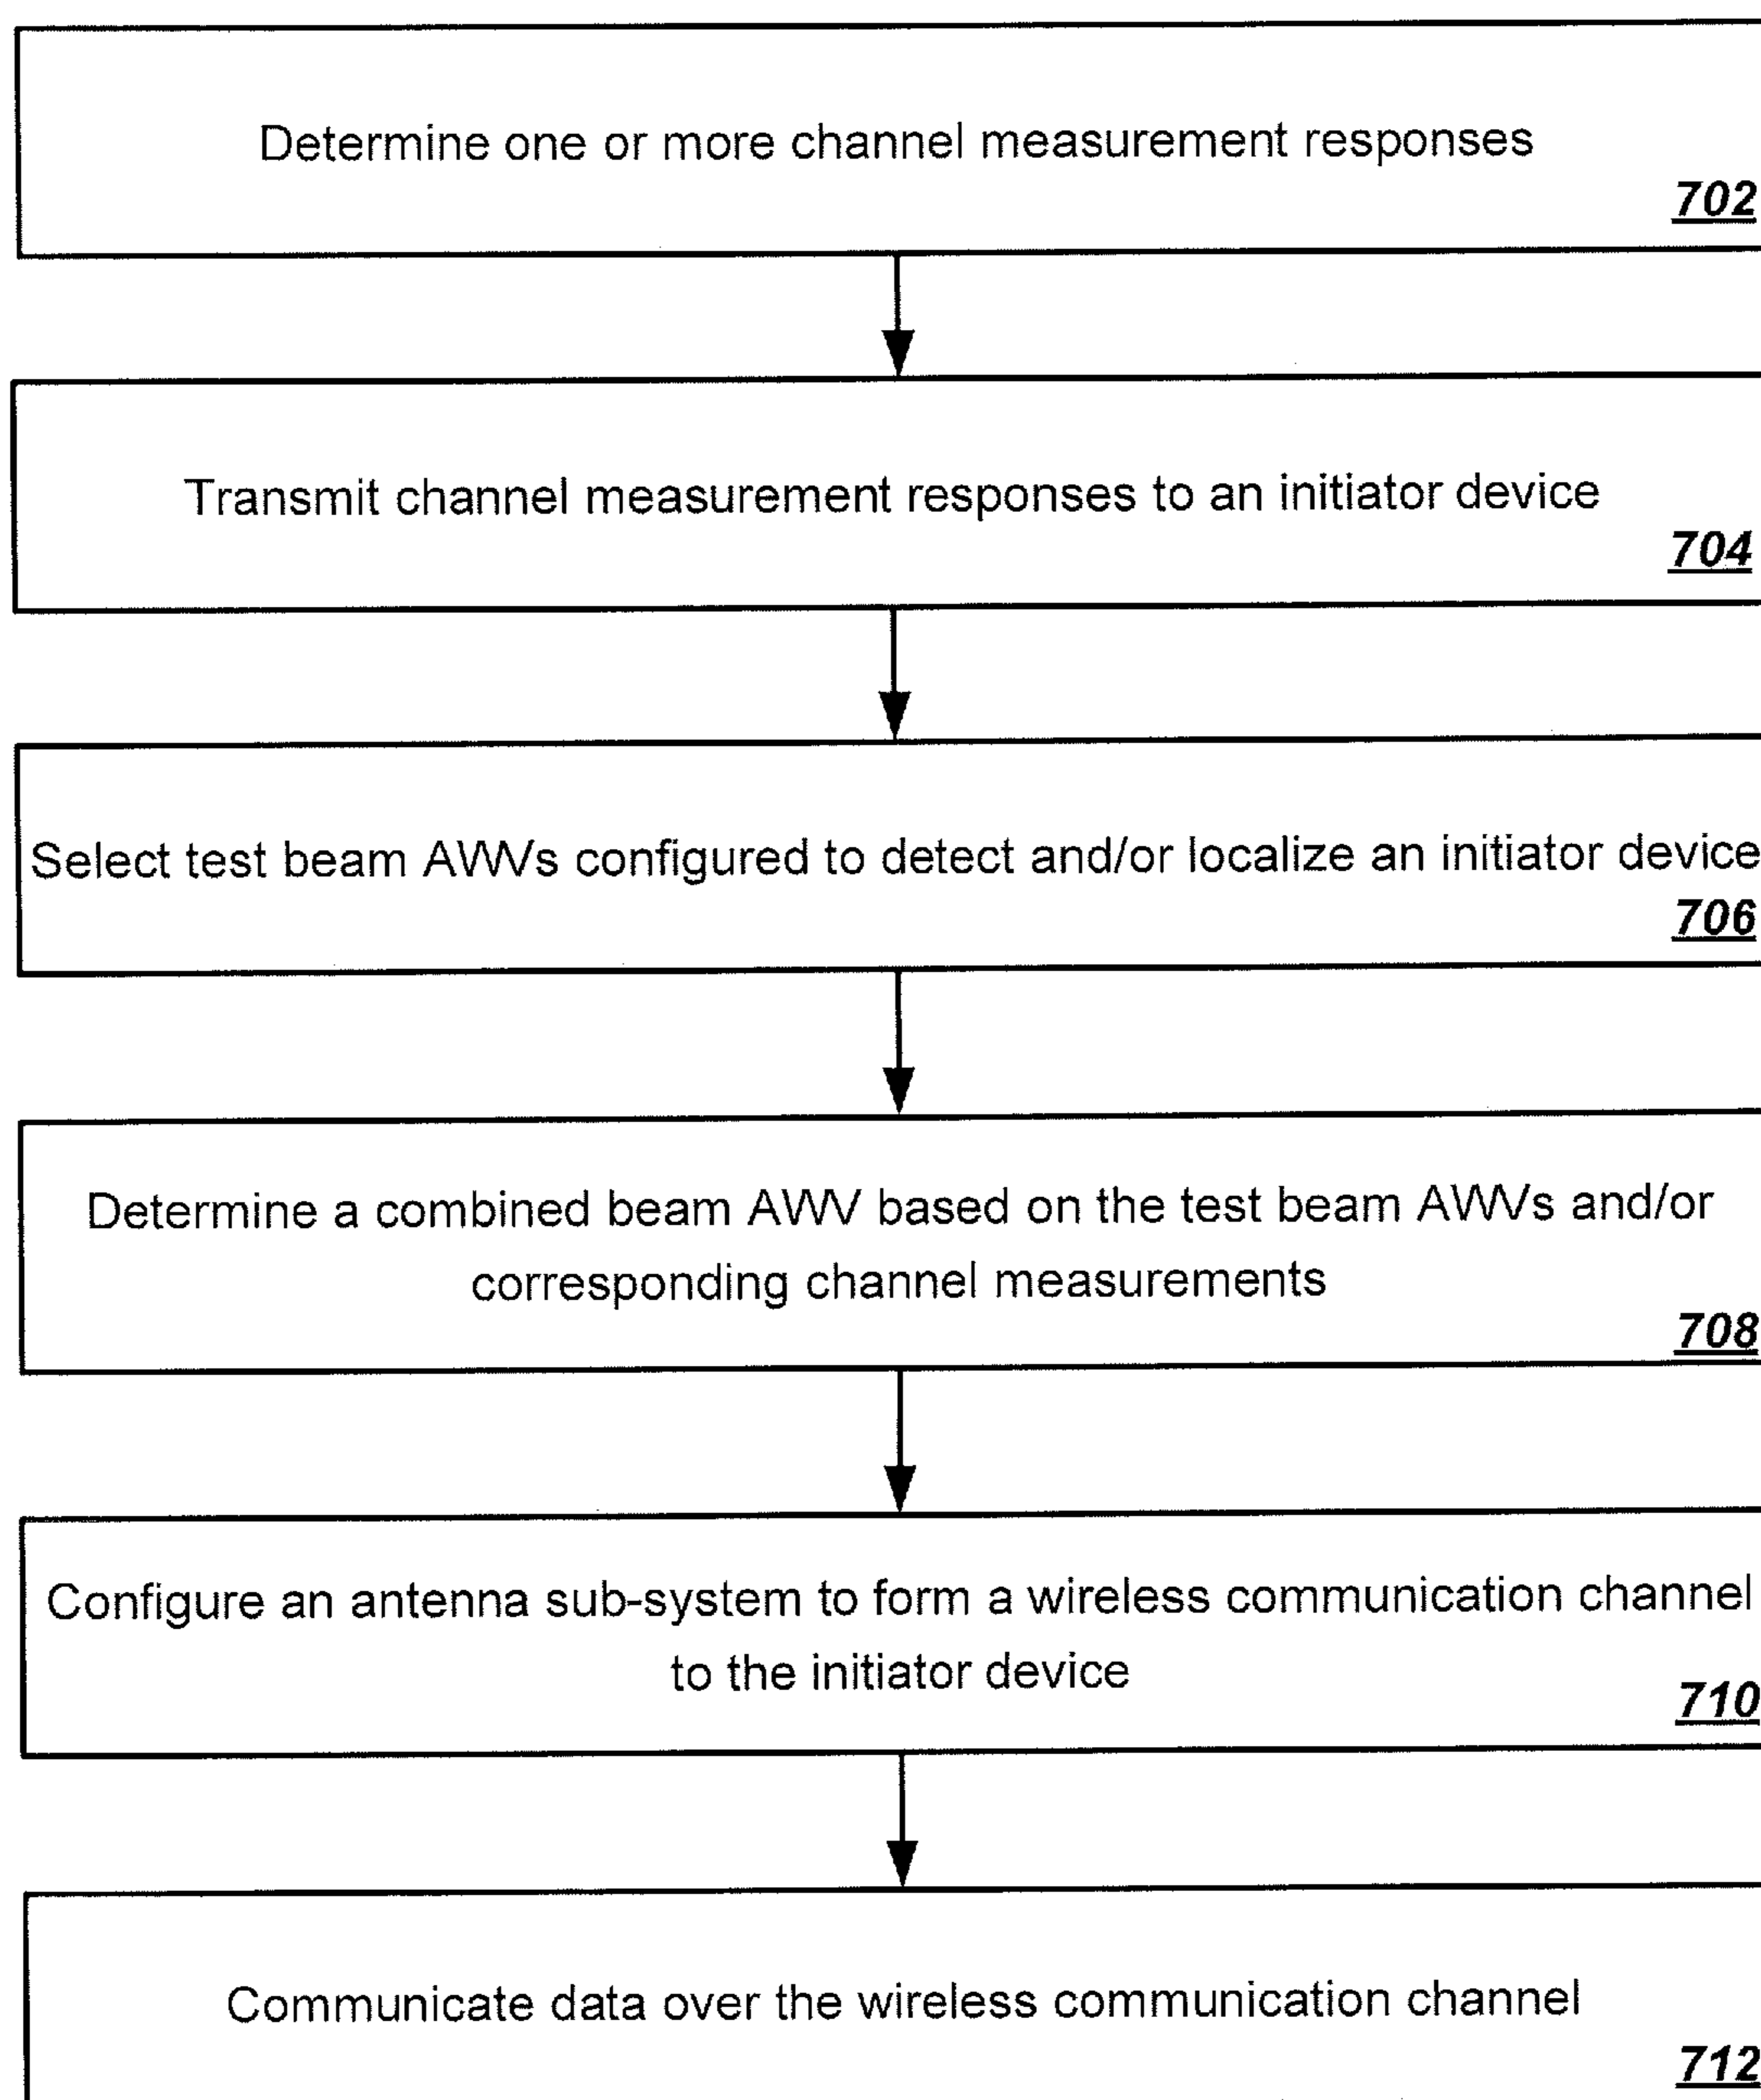 Determine one or more channel measurement responses
702
Transmit channel measurement responses to an initiator device
704
Select test beam AWVs configured to detect and/or localize an initiator device
706
Determine a combined beam AWV based on the test beam AWVs and/or
corresponding channel measurements
708
Configure an antenna sub-system to form a wireless communication channel
to the initiator device
710
Communicate data over the wireless communication channel
712